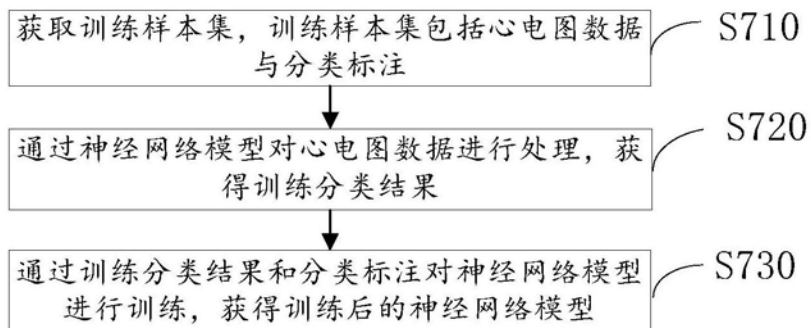 获取训练样本集，训练样本集包括心电图数据
与分类标注
S710
通过神经网络模型对心电图数据进行处理，获
得训练分类结果
S720
通过训练分类结果和分类标注对神经网络模型
进行训练，获得训练后的神经网络模型
S730